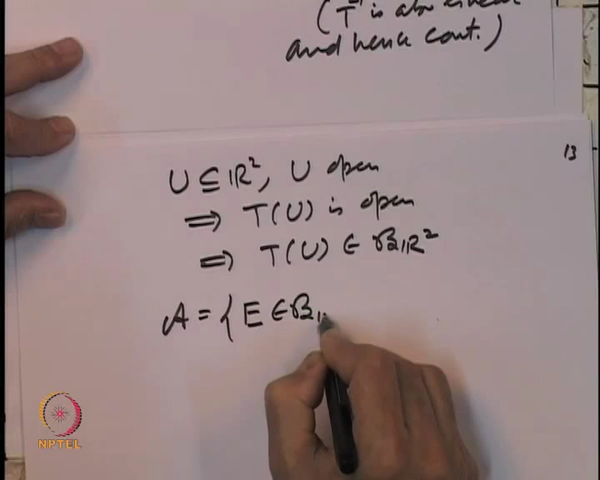 (T⁻¹ is also linear
and hence cont.)
13
U ⊆ ℝ², U open
⟹ T(U) is open
⟹ T(U) ∈ 𝓑ℝ²
𝓐 = { E ∈ 𝓑
NPTEL